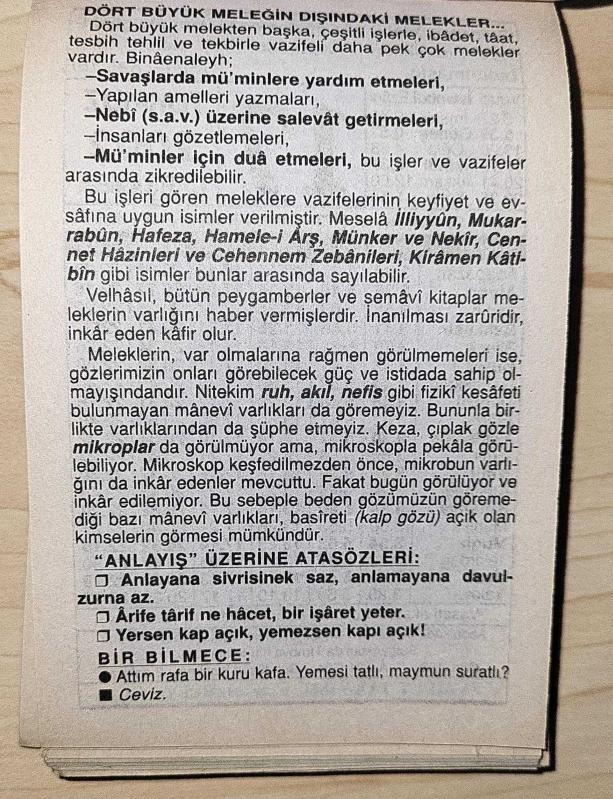 DÖRT BÜYÜK MELEĞİN DIŞINDAKİ MELEKLER...
Dört büyük melekten başka, çeşitli işlerle, ibâdet, tâat,
tesbih tehlil ve tekbirle vazifeli daha pek çok melekler
vardır. Binâenaleyh;
–Savaşlarda mü'minlere yardım etmeleri,
–Yapılan amelleri yazmaları,
–Nebî (s.a.v.) üzerine salevât getirmeleri,
–İnsanları gözetlemeleri,
–Mü'minler için duâ etmeleri, bu işler ve vazifeler
arasında zikredilebilir.
Bu işleri gören meleklere vazifelerinin keyfiyet ve ev-
sâfına uygun isimler verilmiştir. Meselâ İlliyyûn, Mukar-
rabûn, Hafeza, Hamele-i Arş, Münker ve Nekîr, Cen-
net Hâzinleri ve Cehennem Zebânileri, Kirâmen Kâti-
bîn gibi isimler bunlar arasında sayılabilir.
Velhâsıl, bütün peygamberler ve semâvî kitaplar me-
leklerin varlığını haber vermişlerdir. İnanılması zarûridir,
inkâr eden kâfir olur.
Meleklerin, var olmalarına rağmen görülmemeleri ise,
gözlerimizin onları görebilecek güç ve istidada sahip ol-
mayışındandır. Nitekim ruh, akıl, nefis gibi fizikî kesâfeti
bulunmayan mânevî varlıkları da göremeyiz. Bununla bir-
likte varlıklarından da şüphe etmeyiz. Keza, çıplak gözle
mikroplar da görülmüyor ama, mikroskopla pekâla görü-
lebiliyor. Mikroskop keşfedilmezden önce, mikrobun varlı-
ğını da inkâr edenler mevcuttu. Fakat bugün görülüyor ve
inkâr edilemiyor. Bu sebeple beden gözümüzün göreme-
diği bazı mânevî varlıkları, basîreti (kalp gözü) açık olan
kimselerin görmesi mümkündür.
"ANLAYIŞ" ÜZERİNE ATASÖZLERİ:
❐ Anlayana sivrisinek saz, anlamayana davul-
zurna az.
❐ Ârife târif ne hâcet, bir işâret yeter.
❐ Yersen kap açık, yemezsen kapı açık!
BİR BİLMECE:
● Attım rafa bir kuru kafa. Yemesi tatlı, maymun suratlı?
■ Ceviz.